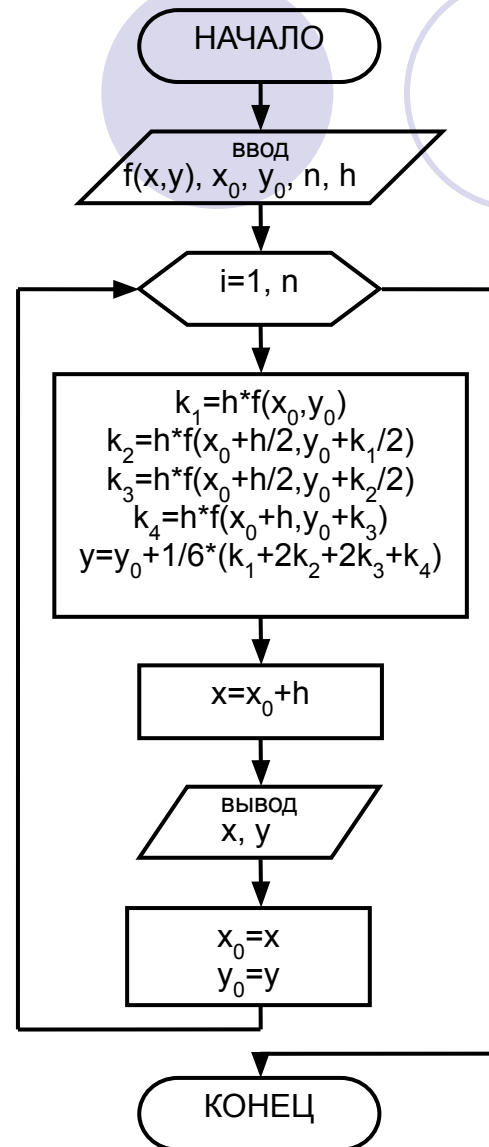 НАЧАЛО
ввод
f(x,y), x₀, y₀, n, h
i=1, n
k₁=h*f(x₀,y₀)
k₂=h*f(x₀+h/2,y₀+k₁/2)
k₃=h*f(x₀+h/2,y₀+k₂/2)
k₄=h*f(x₀+h,y₀+k₃)
y=y₀+1/6*(k₁+2k₂+2k₃+k₄)
x=x₀+h
вывод
x, y
x₀=x
y₀=y
КОНЕЦ